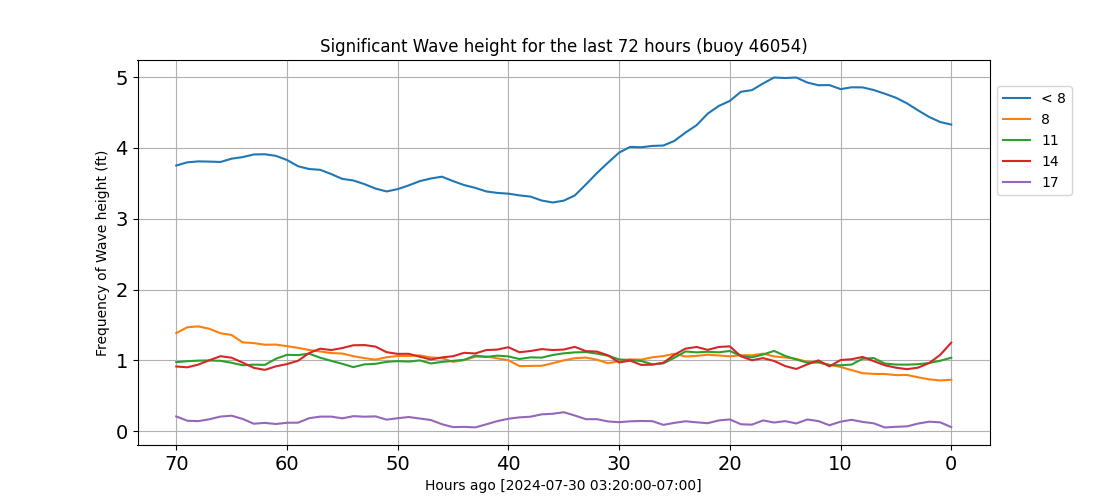 Significant Wave height for the last 72 hours (buoy 46054)
Frequency of Wave height (ft)
5
4
3
2
1
0
70 60 50 40 30 20 10 0
Hours ago [2024-07-30 03:20:00-07:00]
< 8
8
11
14
17